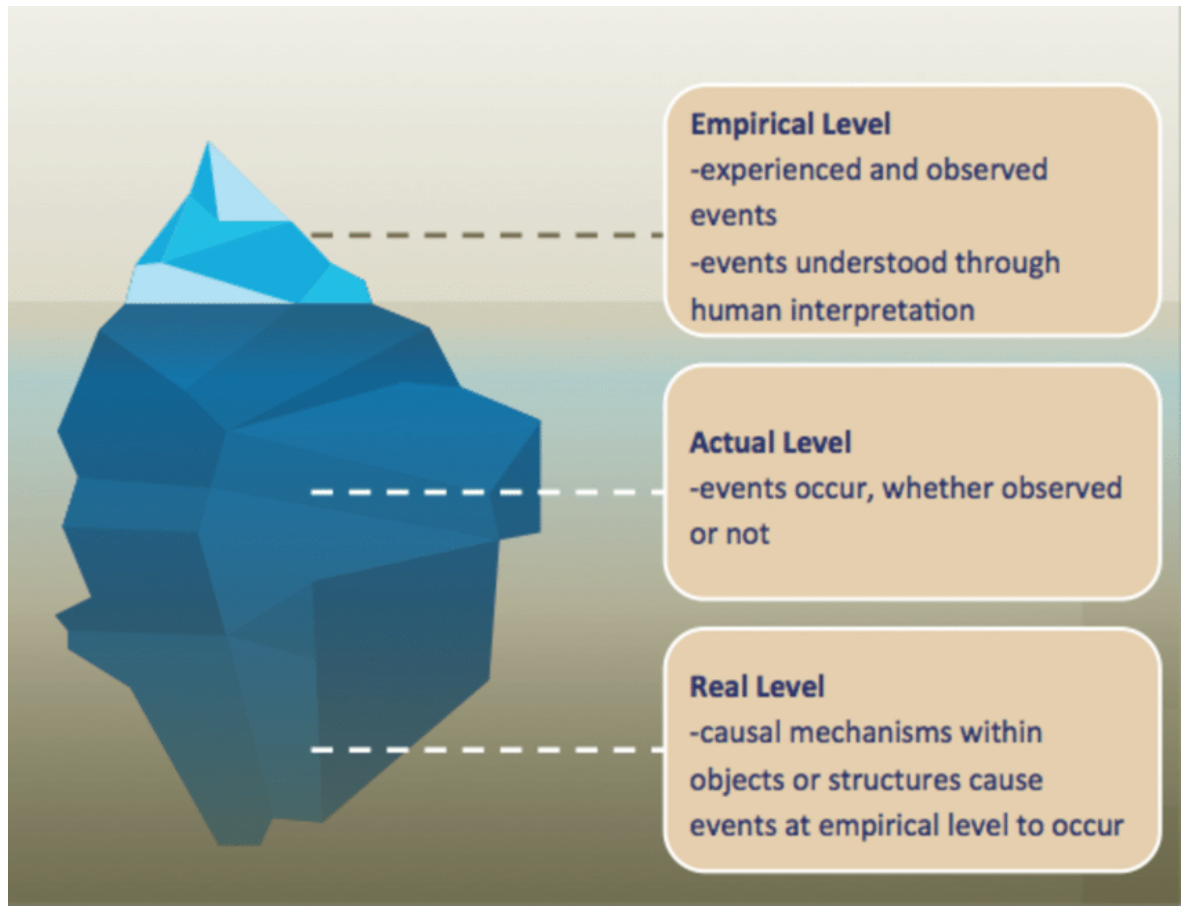 Empirical Level
-experienced and observed
events
-events understood through
human interpretation
Actual Level
-events occur, whether observed
or not
Real Level
-causal mechanisms within
objects or structures cause
events at empirical level to occur